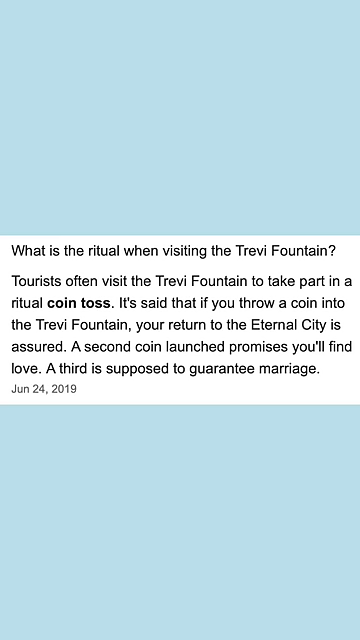 What is the ritual when visiting the Trevi Fountain?
Tourists often visit the Trevi Fountain to take part in a
ritual coin toss. It's said that if you throw a coin into
the Trevi Fountain, your return to the Eternal City is
assured. A second coin launched promises you'll find
love. A third is supposed to guarantee marriage.
Jun 24, 2019